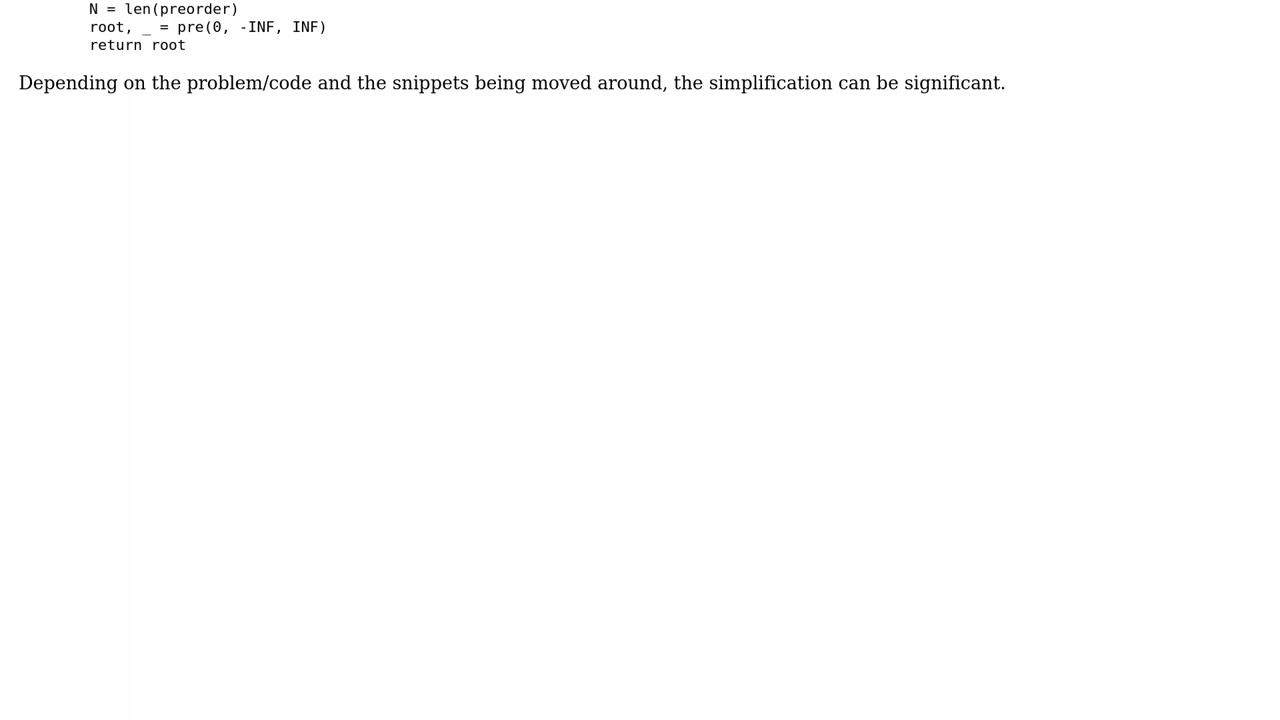 N = len(preorder)
root, _ = pre(0, -INF, INF)
return root
Depending on the problem/code and the snippets being moved around, the simplification can be significant.